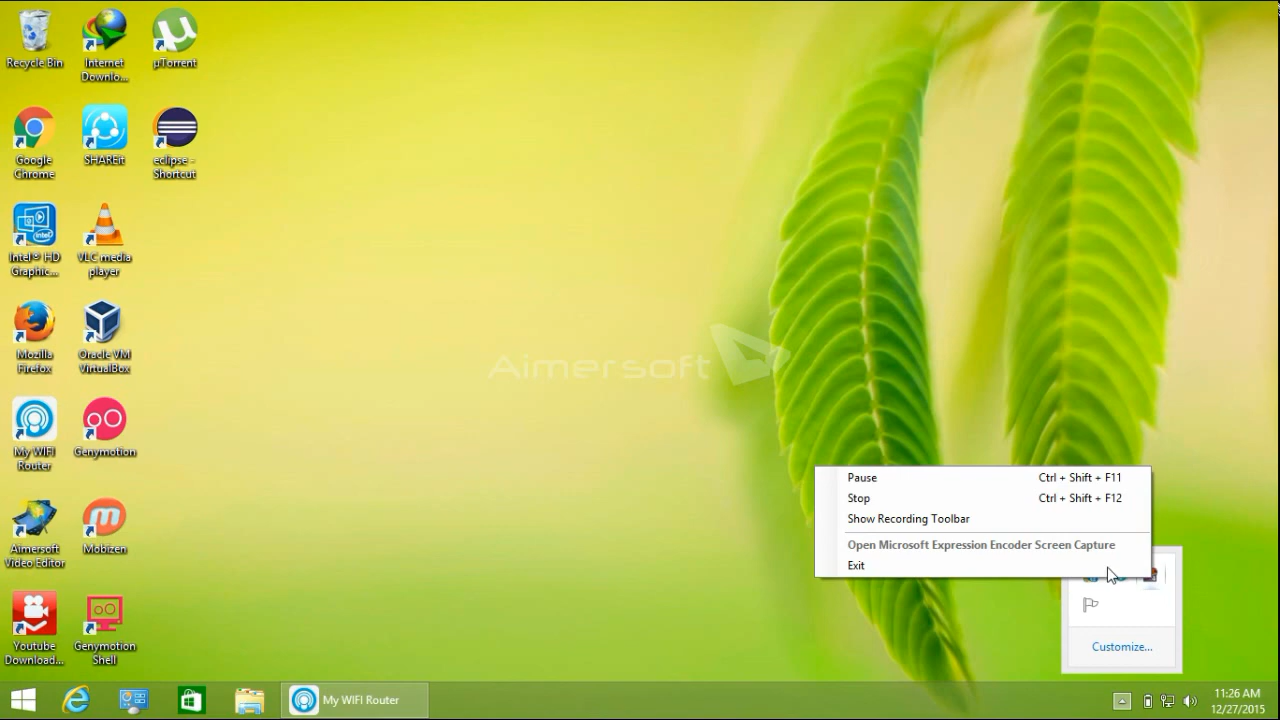 Recycle Bin
Internet
Downlo...
µTorrent
Google
Chrome
SHAREit
eclipse -
Shortcut
Intel® HD
Graphic...
VLC media
player
Mozilla
Firefox
Oracle VM
VirtualBox
My WIFI
Router
Genymotion
Aimersoft
Video Editor
Mobizen
Youtube
Download...
Genymotion
Shell
Aimersoft
Pause Ctrl + Shift + F11
Stop Ctrl + Shift + F12
Show Recording Toolbar
Open Microsoft Expression Encoder Screen Capture
Exit
Customize...
My WIFI Router
11:26 AM
12/27/2015